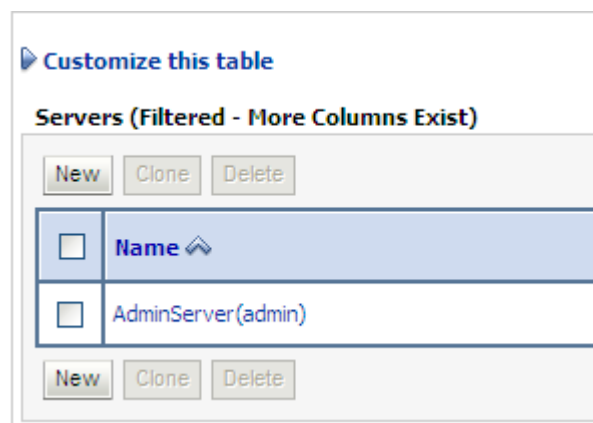 Customize this table
Servers (Filtered - More Columns Exist)
New Clone Delete
Name
AdminServer(admin)
New Clone Delete